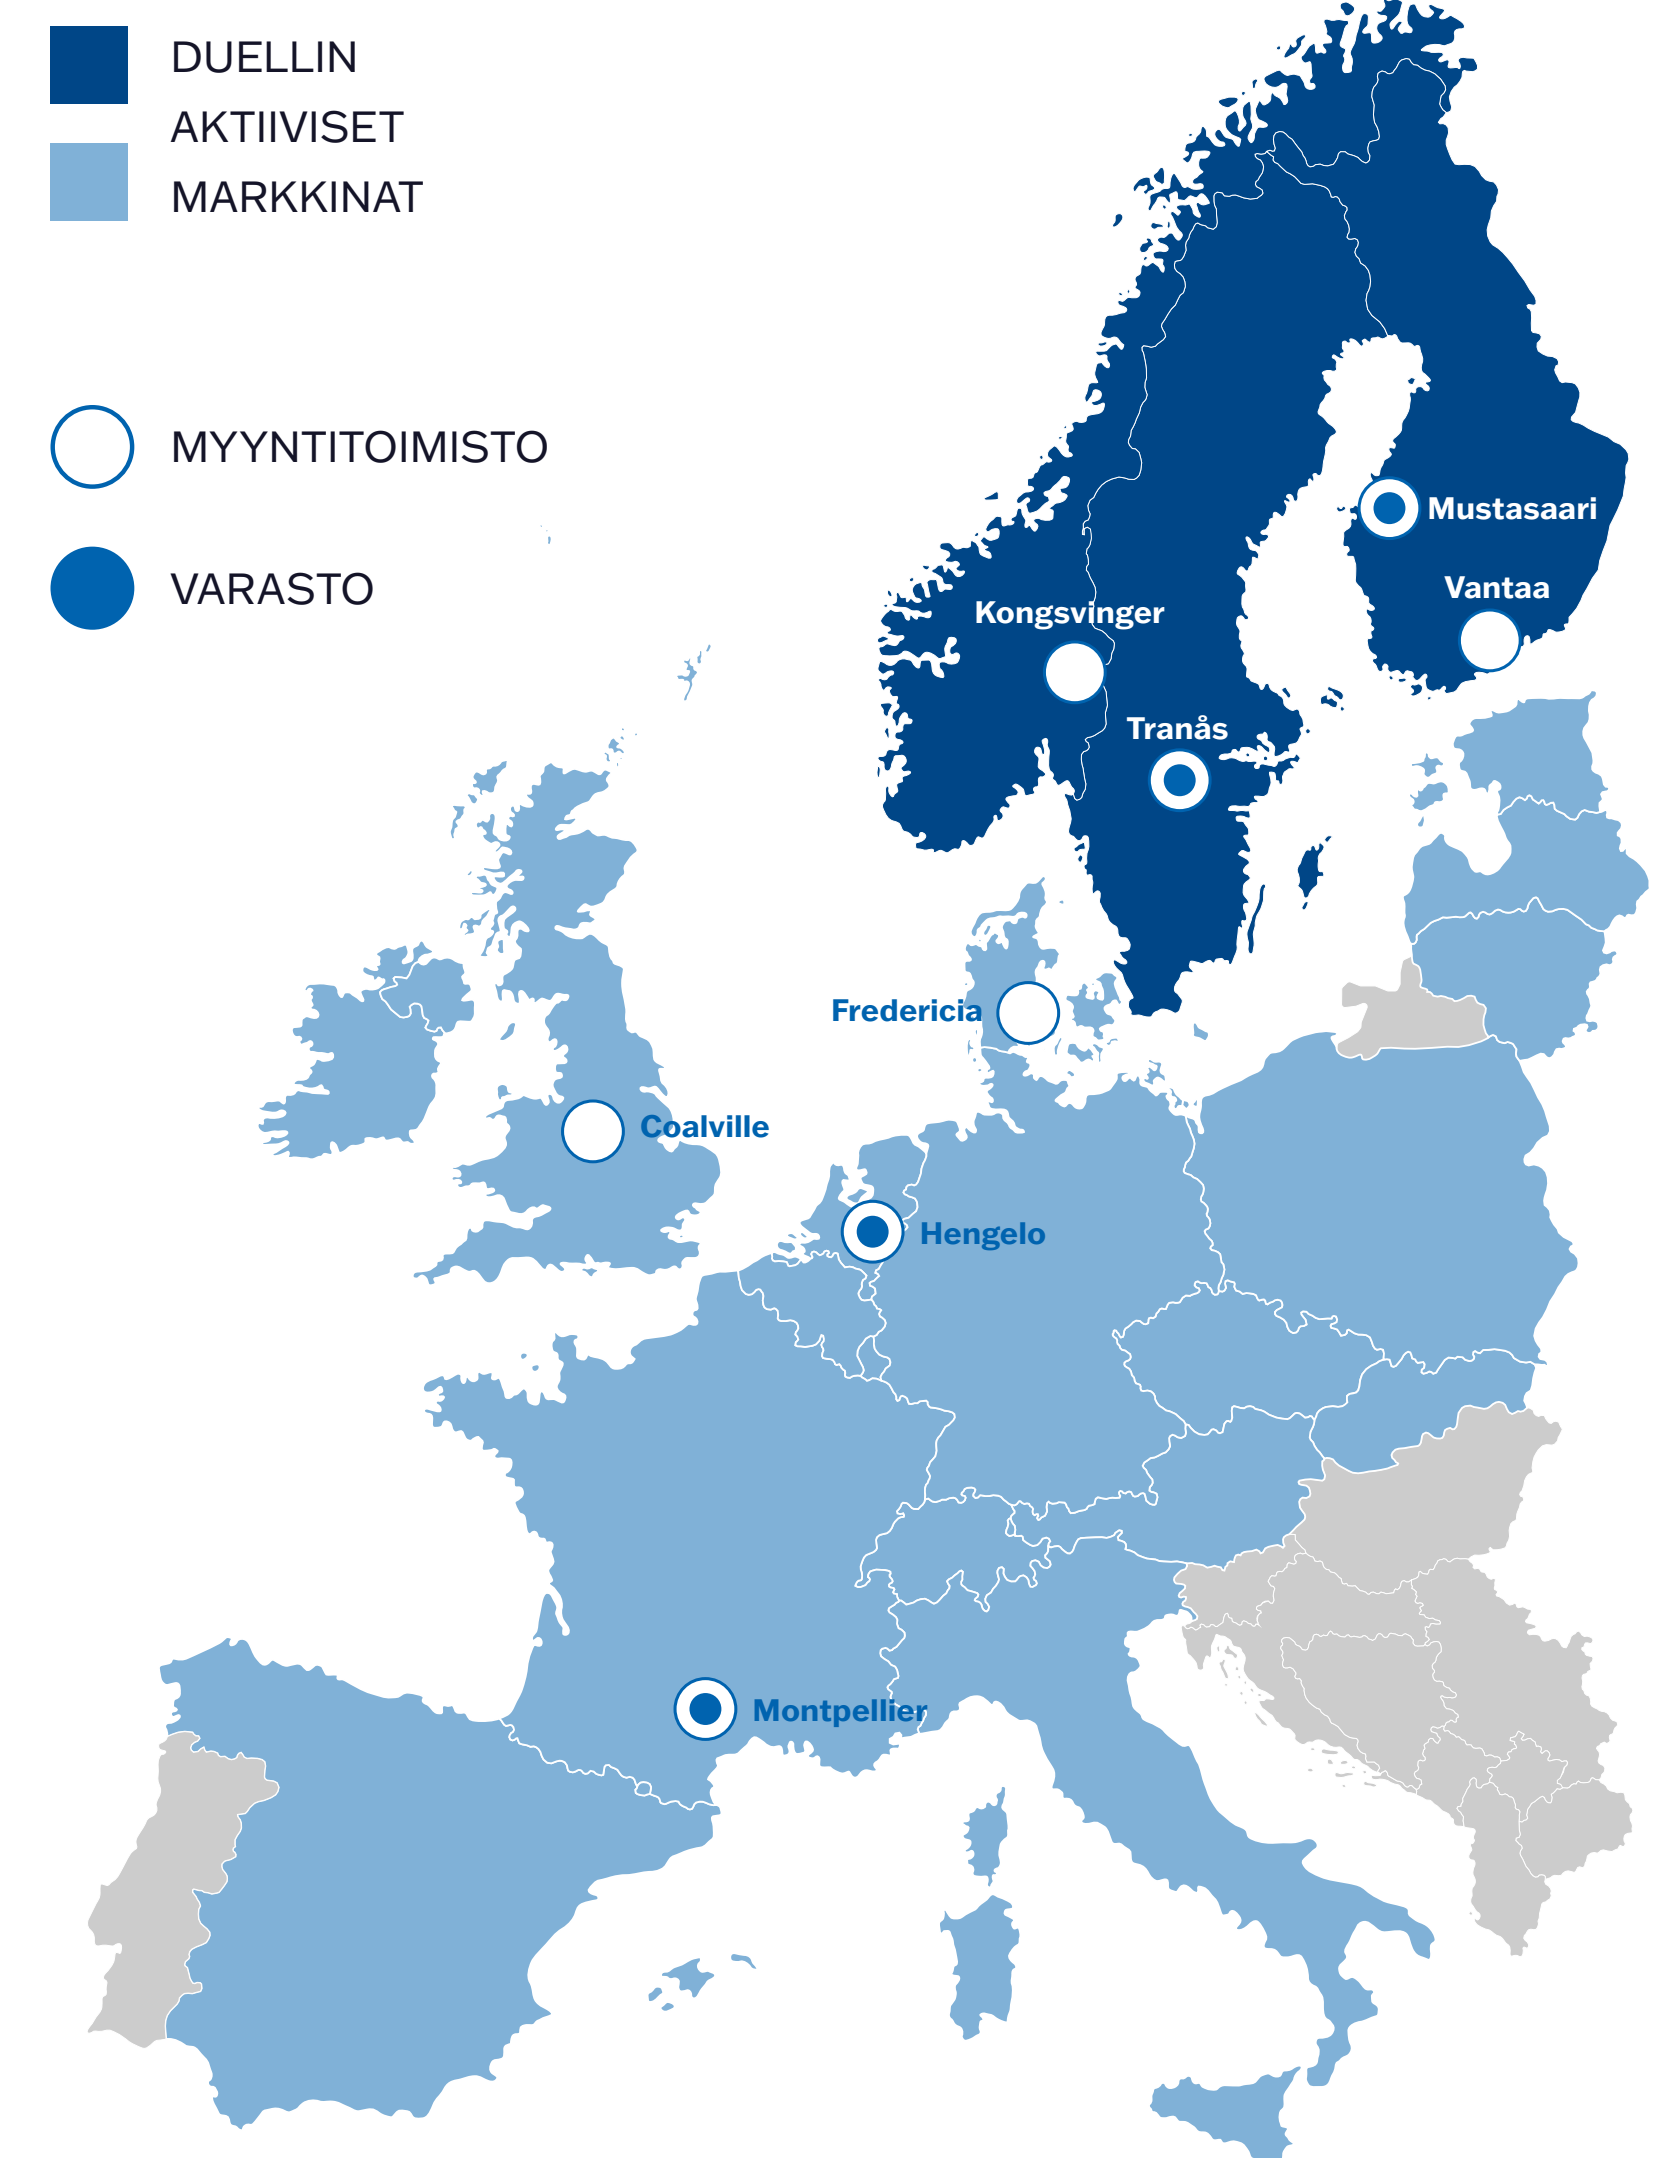 DUELLIN
AKTIIVISET
MARKKINAT
MYYNTITOIMISTO
VARASTO
Mustasaari
Vantaa
Kongsvinger
Tranås
Fredericia
Coalville
Hengelo
Montpellier